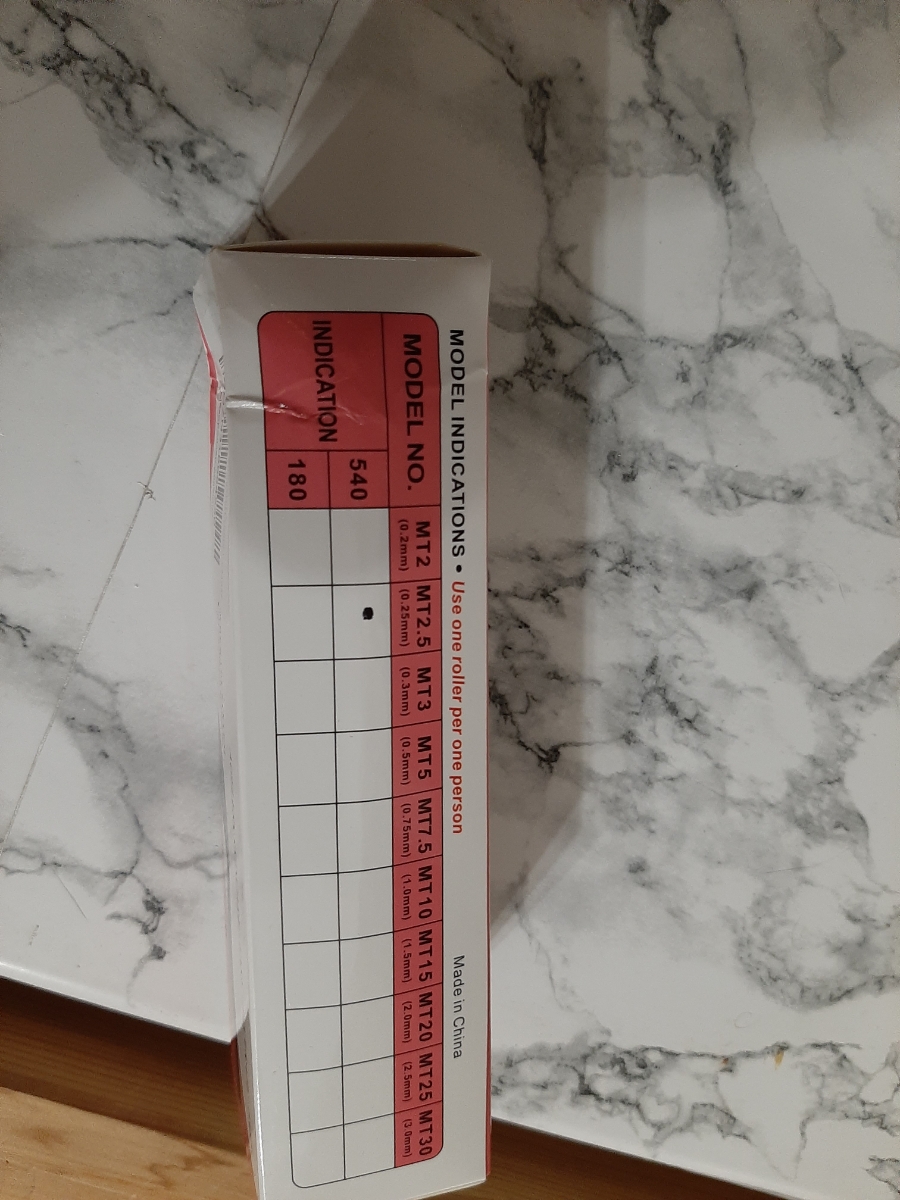 MODEL INDICATIONS • Use one roller per one person Made in China
MODEL NO. MT2 MT2.5 MT3 MT5 MT7.5 MT10 MT15 MT20 MT25 MT30
(0.2mm) (0.25mm) (0.3mm) (0.5mm) (0.75mm) (1.0mm) (1.5mm) (2.0mm) (2.5mm) (3.0mm)
INDICATION
540
180